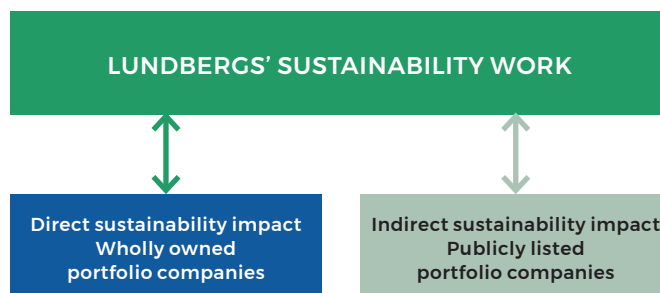 LUNDBERGS’ SUSTAINABILITY WORK
Direct sustainability impact
Wholly owned
portfolio companies
Indirect sustainability impact
Publicly listed
portfolio companies